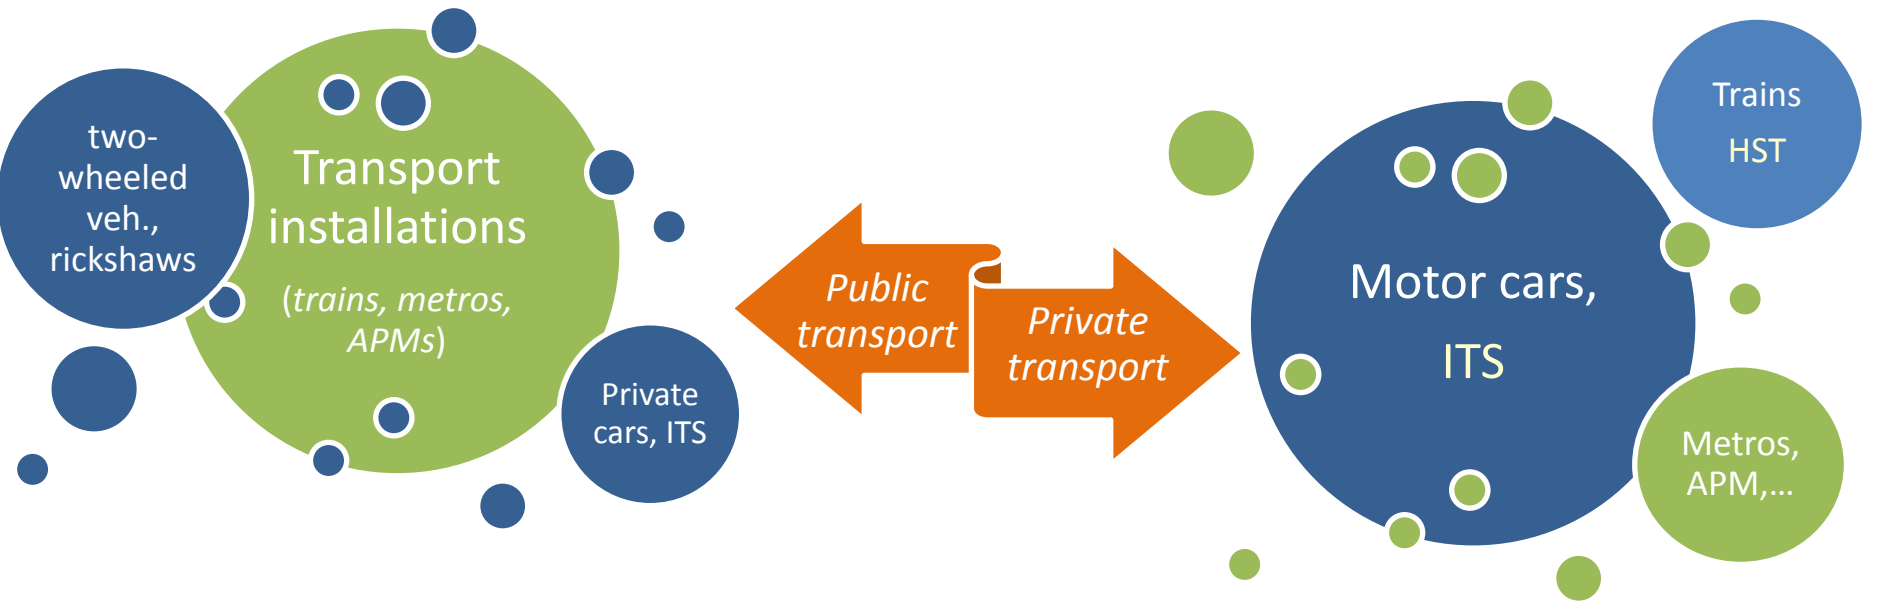 two-
wheeled
veh.,
rickshaws
Transport
installations
(trains, metros,
APMs)
Private
cars, ITS
Public
transport
Private
transport
Motor cars,
ITS
Trains
HST
Metros,
APM,...